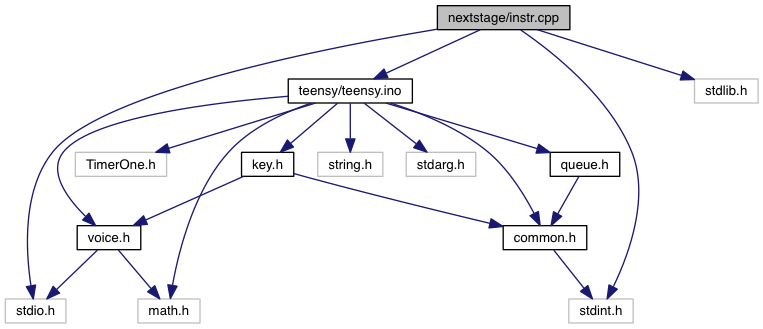 nextstage/instr.cpp
teensy/teensy.ino
stdlib.h
TimerOne.h
key.h
string.h
stdarg.h
queue.h
voice.h
common.h
stdio.h
math.h
stdint.h